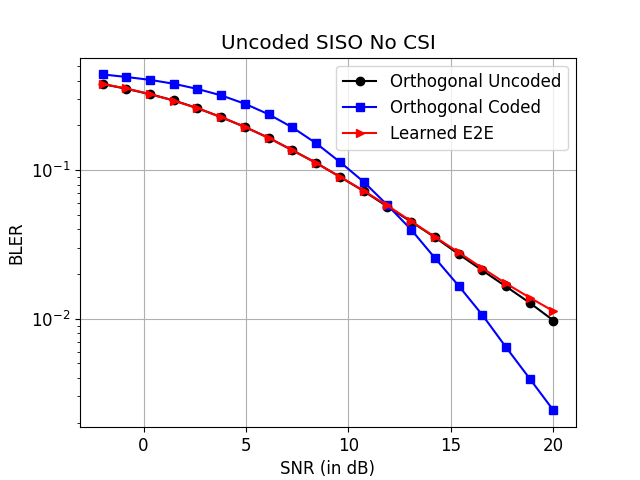 Uncoded SISO No CSI
Orthogonal Uncoded
Orthogonal Coded
Learned E2E
BLER
10⁻¹
10⁻²
0 5 10 15 20
SNR (in dB)